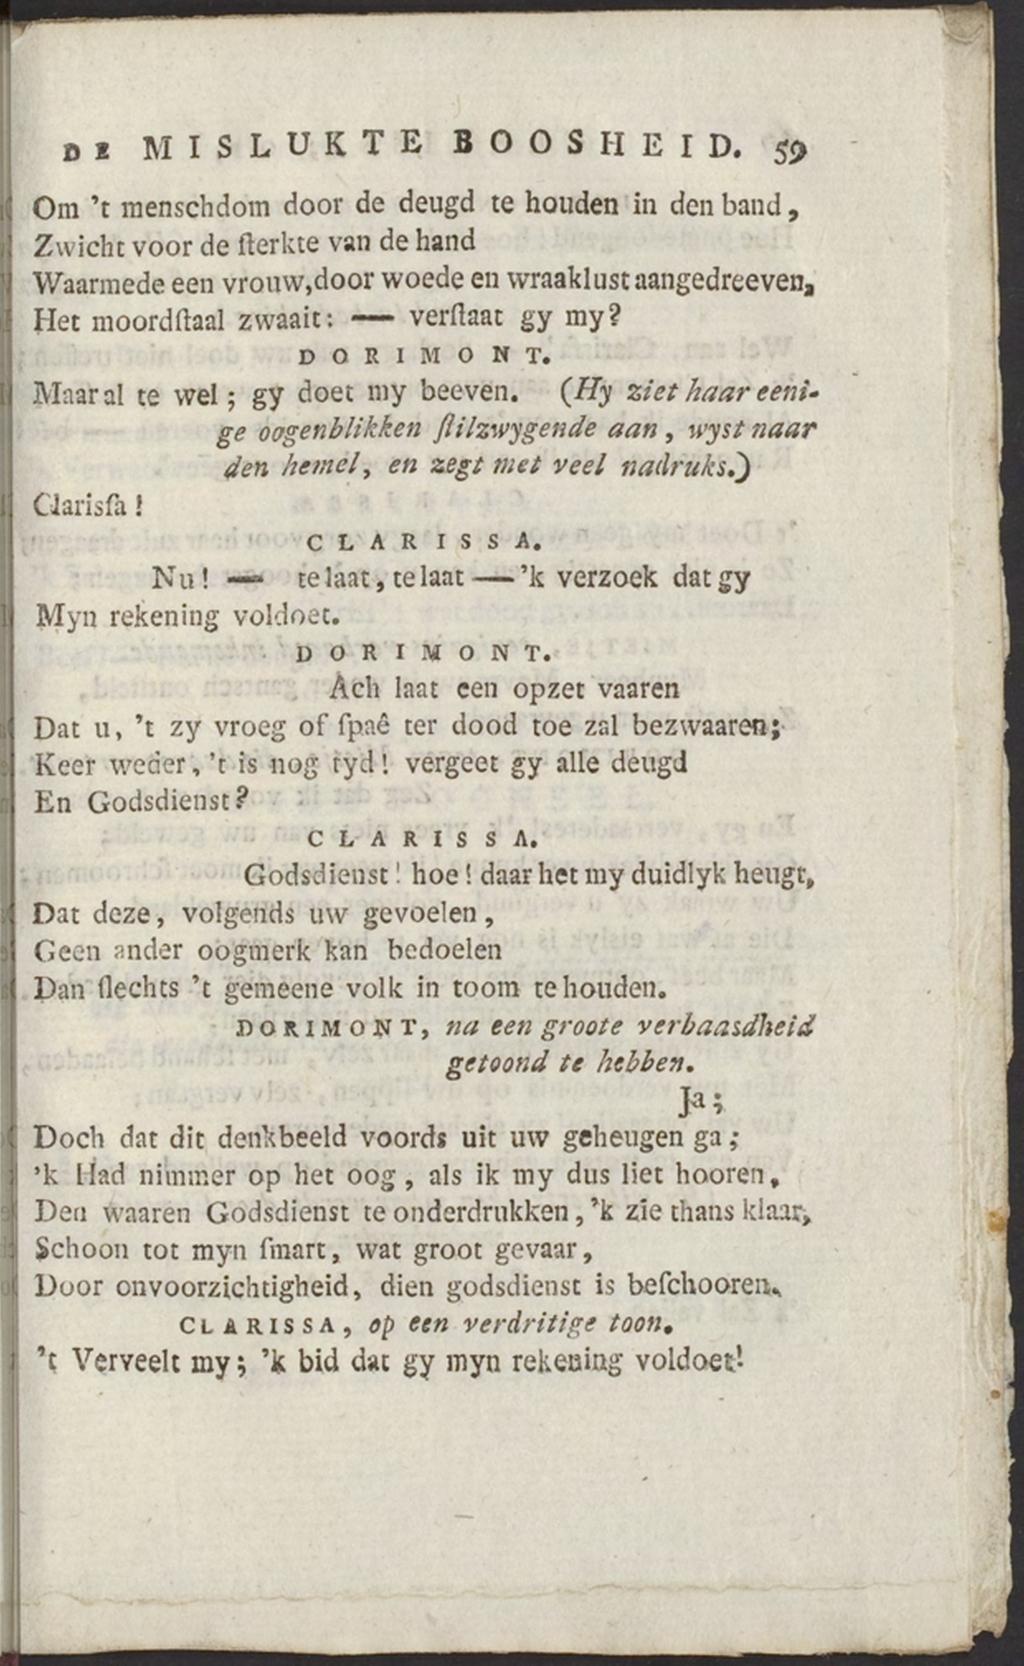 DE MISLUKTE BOOSHEID. 59
Om 't menschdom door de deugd te houden in den band,
Zwicht voor de ſterkte van de hand
Waarmede een vrouw, door woede en wraaklust aangedreeven,
Het moordſtaal zwaait: — verſtaat gy my?
DORIMONT.
Maar al te wel; gy doet my beeven. (Hy ziet haar eeni-
ge oogenblikken ſtilzwygende aan, wyst naar
den hemel, en zegt met veel nadruks.)
Clarisſa!
CLARISSA.
Nu! — te laat, te laat — 'k verzoek dat gy
Myn rekening voldoet.
DORIMONT.
Ach laat een opzet vaaren
Dat u, 't zy vroeg of ſpaê ter dood toe zal bezwaaren;
Keer weder, 't is nog tyd! vergeet gy alle deugd
En Godsdienst?
CLARISSA.
Godsdienst! hoe! daar het my duidlyk heugt,
Dat deze, volgends uw gevoelen,
Geen ander oogmerk kan bedoelen
Dan ſlechts 't gemeene volk in toom te houden.
DORIMONT, na een groote verbaasdheid
getoond te hebben.
Ja;
Doch dat dit denkbeeld voords uit uw geheugen ga;
'k Had nimmer op het oog, als ik my dus liet hooren,
Den waaren Godsdienst te onderdrukken, 'k zie thans klaar,
Schoon tot myn ſmart, wat groot gevaar,
Door onvoorzichtigheid, dien godsdienst is beſchooren.
CLARISSA, op een verdritige toon.
't Verveelt my; 'k bid dat gy myn rekening voldoet!